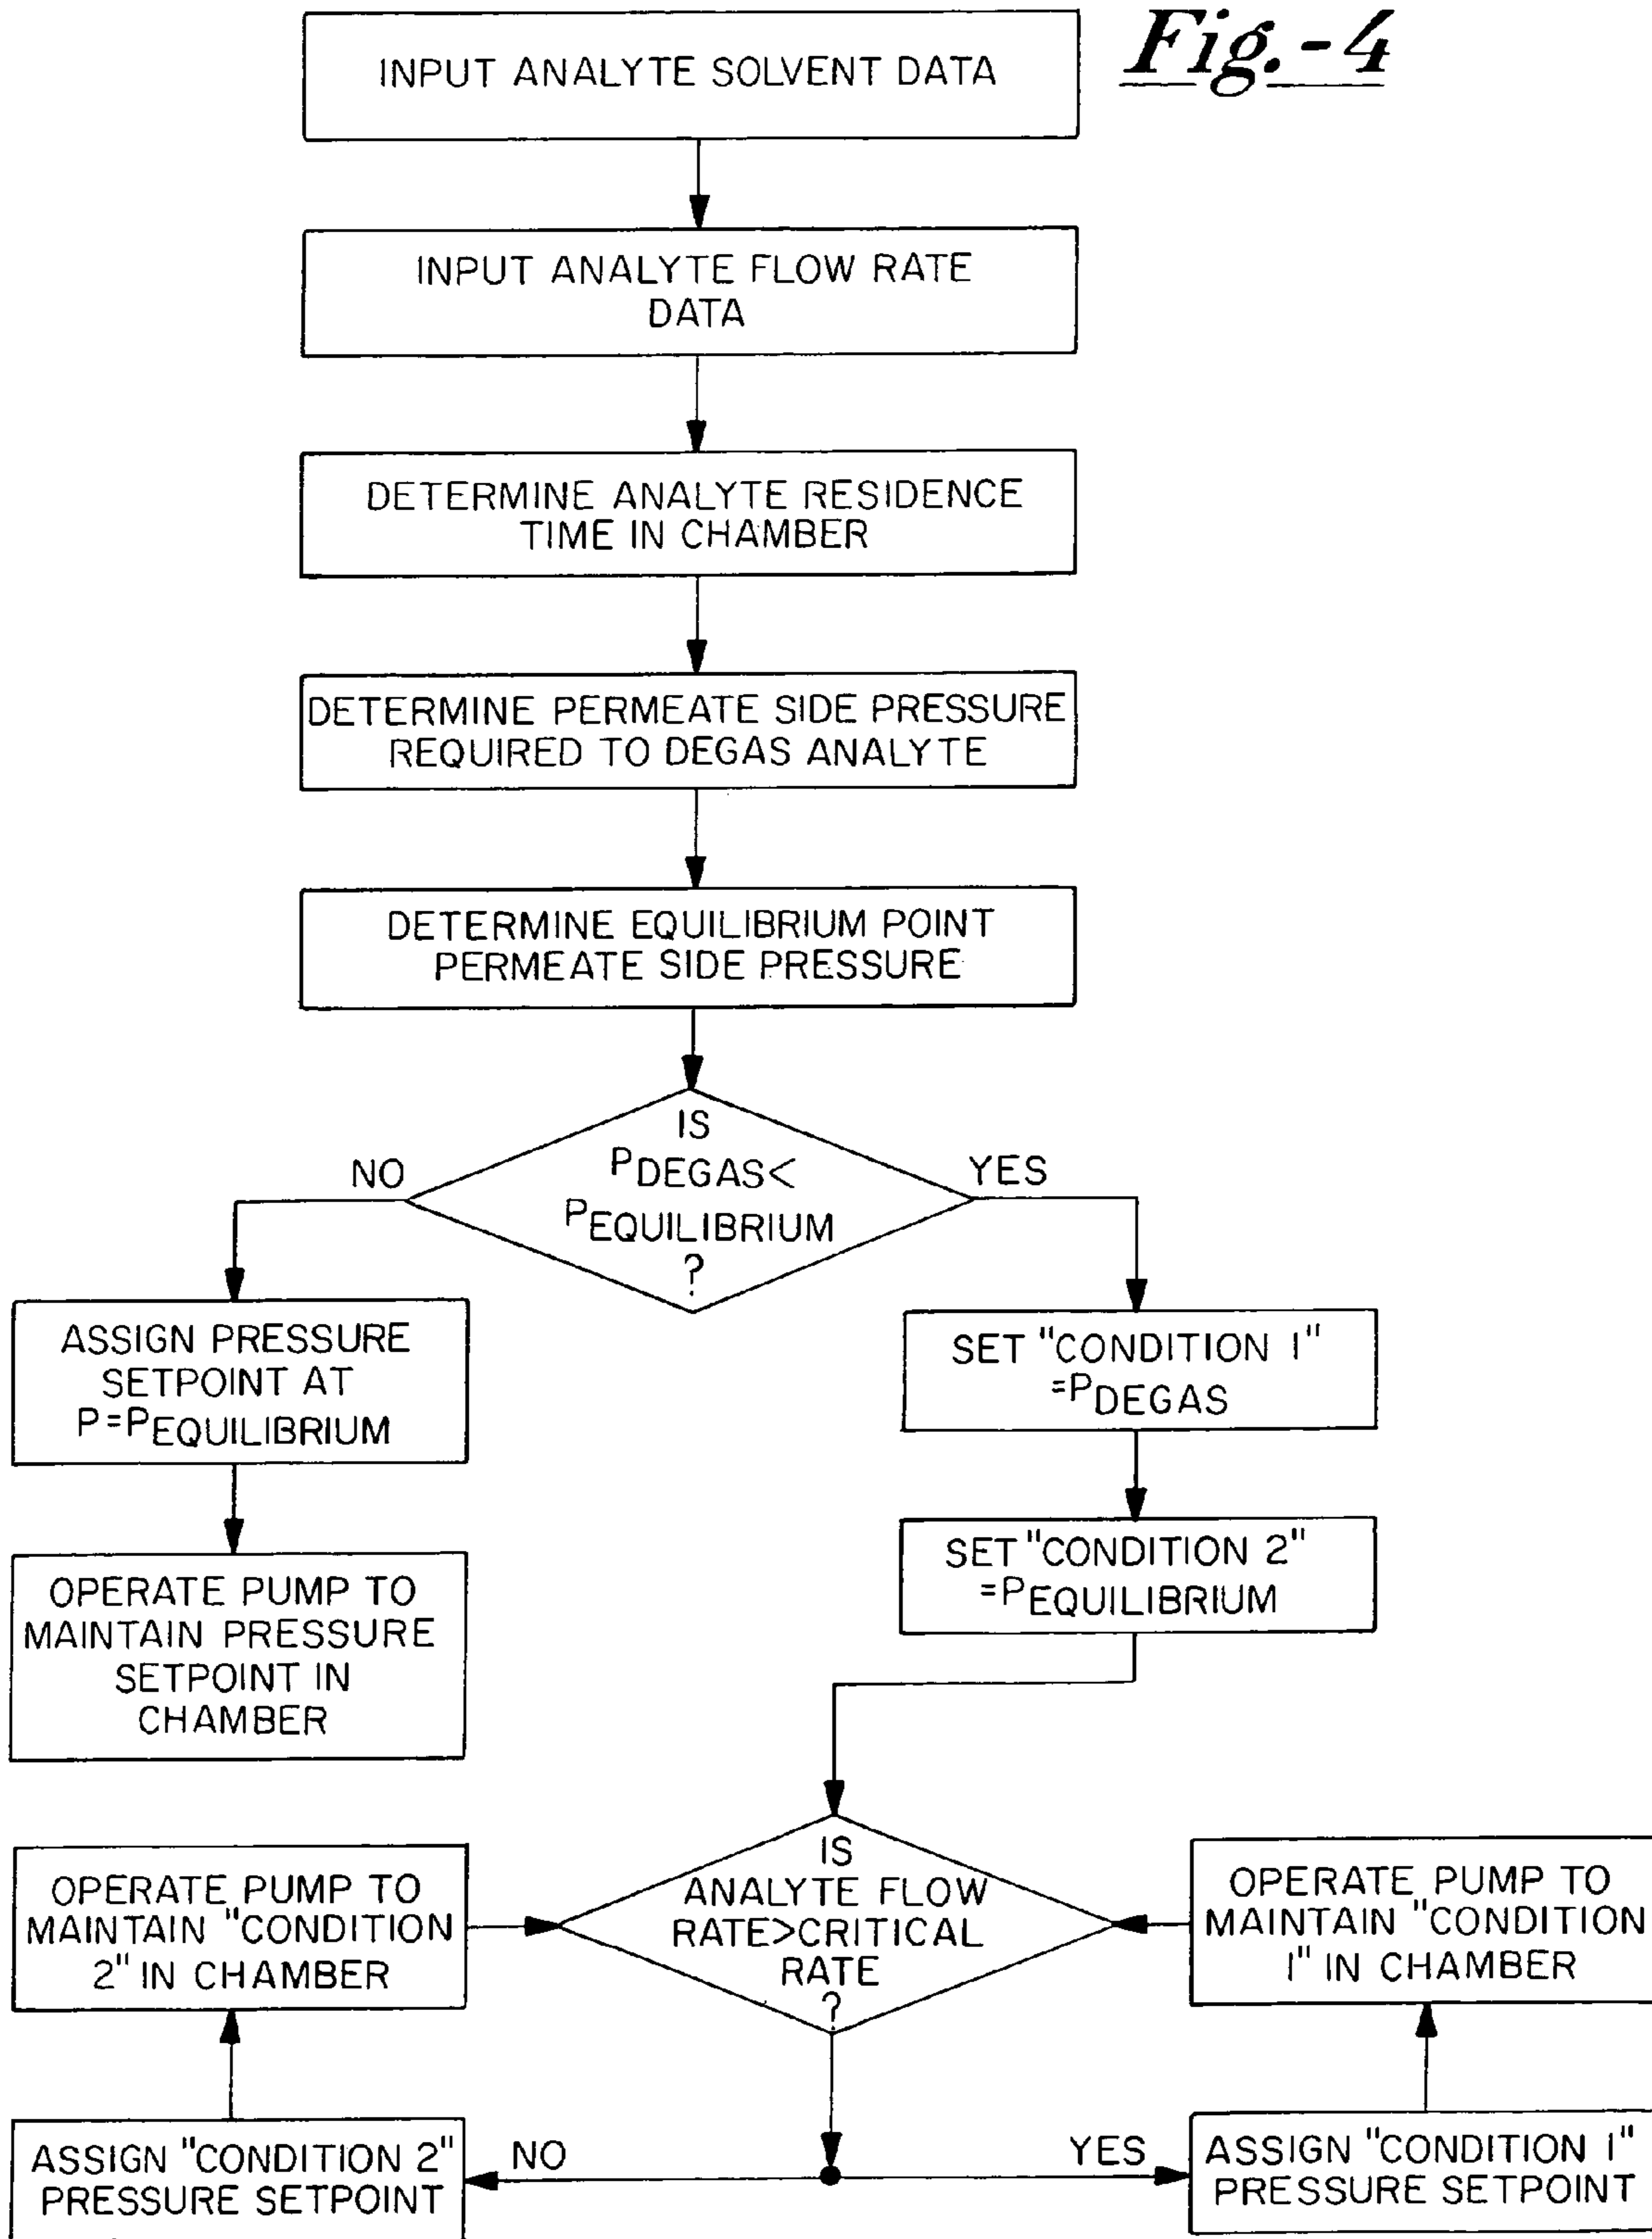 Fig.-4
INPUT ANALYTE SOLVENT DATA
INPUT ANALYTE FLOW RATE
DATA
DETERMINE ANALYTE RESIDENCE
TIME IN CHAMBER
DETERMINE PERMEATE SIDE PRESSURE
REQUIRED TO DEGAS ANALYTE
DETERMINE EQUILIBRIUM POINT
PERMEATE SIDE PRESSURE
IS
PDEGAS<
PEQUILIBRIUM
?
NO
YES
ASSIGN PRESSURE
SETPOINT AT
P=PEQUILIBRIUM
OPERATE PUMP TO
MAINTAIN PRESSURE
SETPOINT IN
CHAMBER
SET "CONDITION 1"
=PDEGAS
SET "CONDITION 2"
=PEQUILIBRIUM
IS
ANALYTE FLOW
RATE>CRITICAL
RATE
?
OPERATE PUMP TO
MAINTAIN "CONDITION
2" IN CHAMBER
OPERATE PUMP TO
MAINTAIN "CONDITION
1" IN CHAMBER
NO
YES
ASSIGN "CONDITION 2"
PRESSURE SETPOINT
ASSIGN "CONDITION 1"
PRESSURE SETPOINT